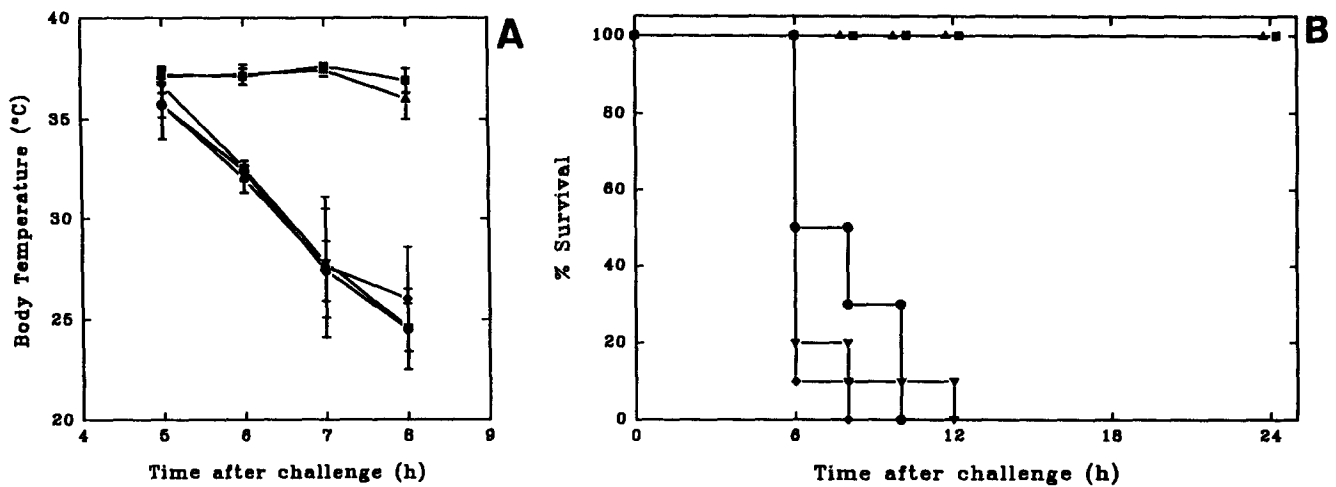 A
40
35
30
25
20
Body Temperature (°C)
4 5 6 7 8 9
Time after challenge (h)
B
100
80
60
40
20
0
% Survival
0 6 12 18 24
Time after challenge (h)